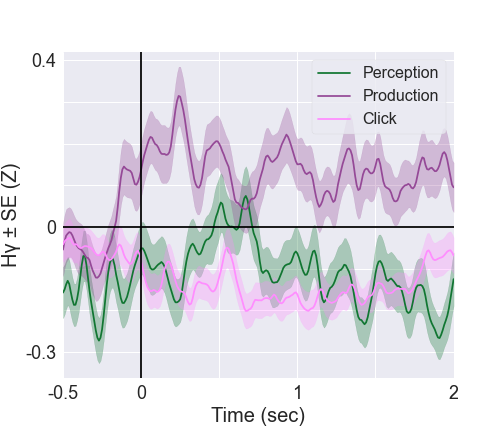 0.4
0
-0.3
Hγ ± SE (Z)
Perception
Production
Click
-0.5
0
1
2
Time (sec)